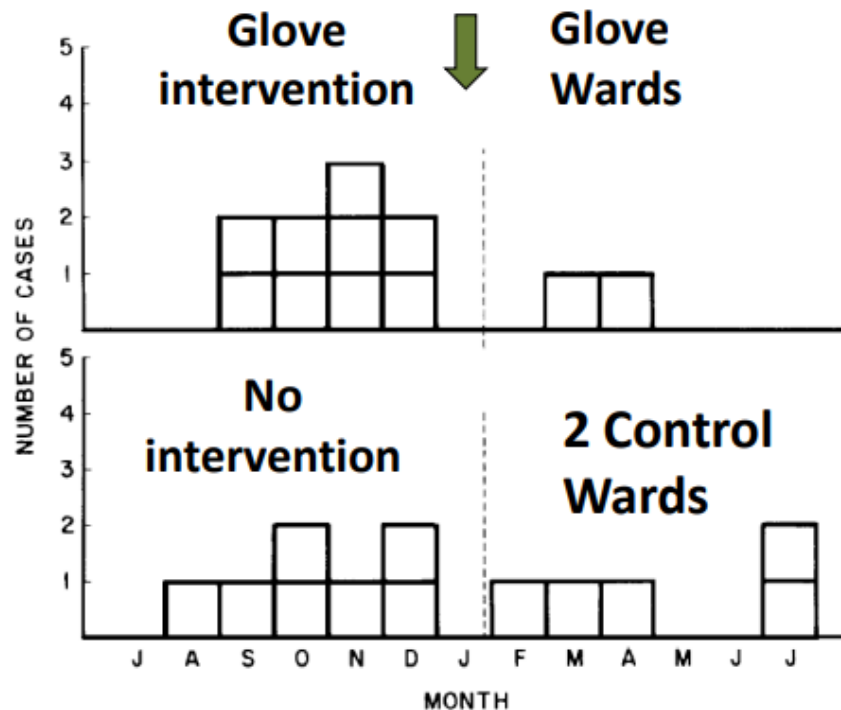 Glove
intervention
Glove
Wards
5
4
3
2
1
NUMBER OF CASES
No
intervention
2 Control
Wards
5
4
3
2
1
J A S O N D J F M A M J J
MONTH